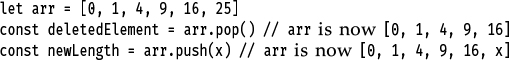 let arr = [0, 1, 4, 9, 16, 25]
const deletedElement = arr.pop() // arr is now [0, 1, 4, 9, 16]
const newLength = arr.push(x) // arr is now [0, 1, 4, 9, 16, x]